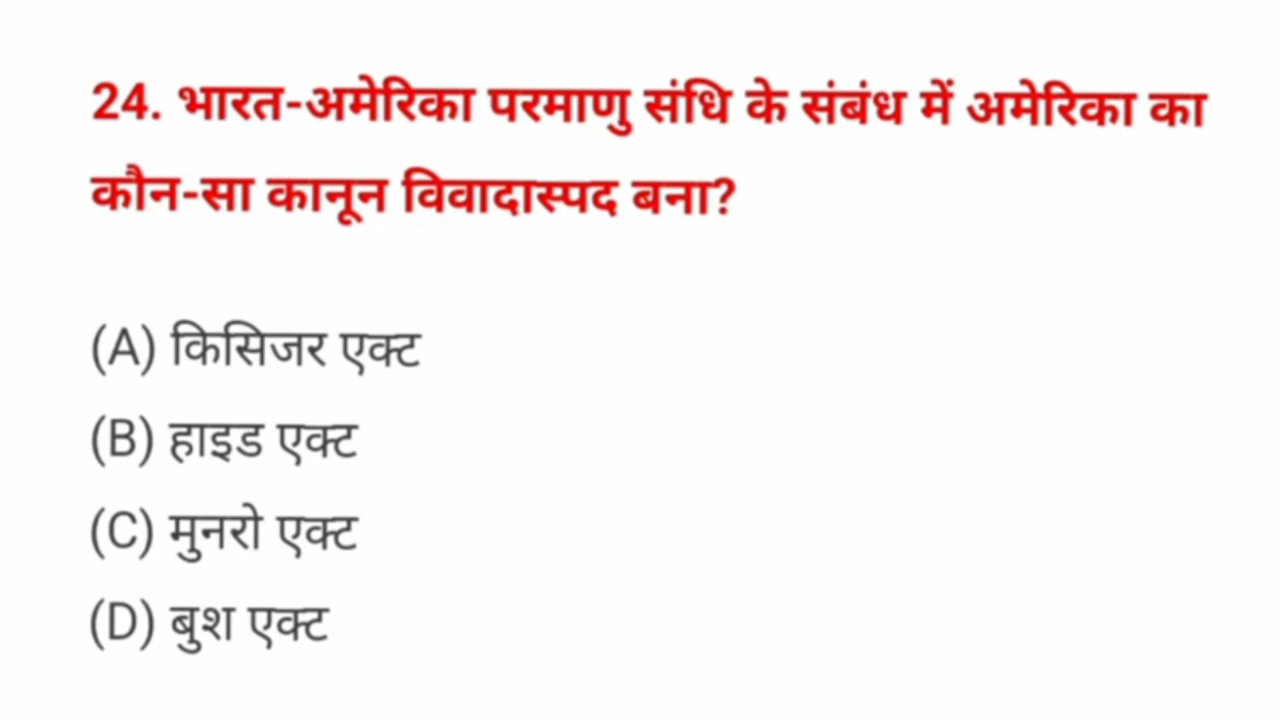 24. भारत-अमेरिका परमाणु संधि के संबंध में अमेरिका का
कौन-सा कानून विवादास्पद बना?
(A) किसिजर एक्ट
(B) हाइड एक्ट
(C) मुनरो एक्ट
(D) बुश एक्ट